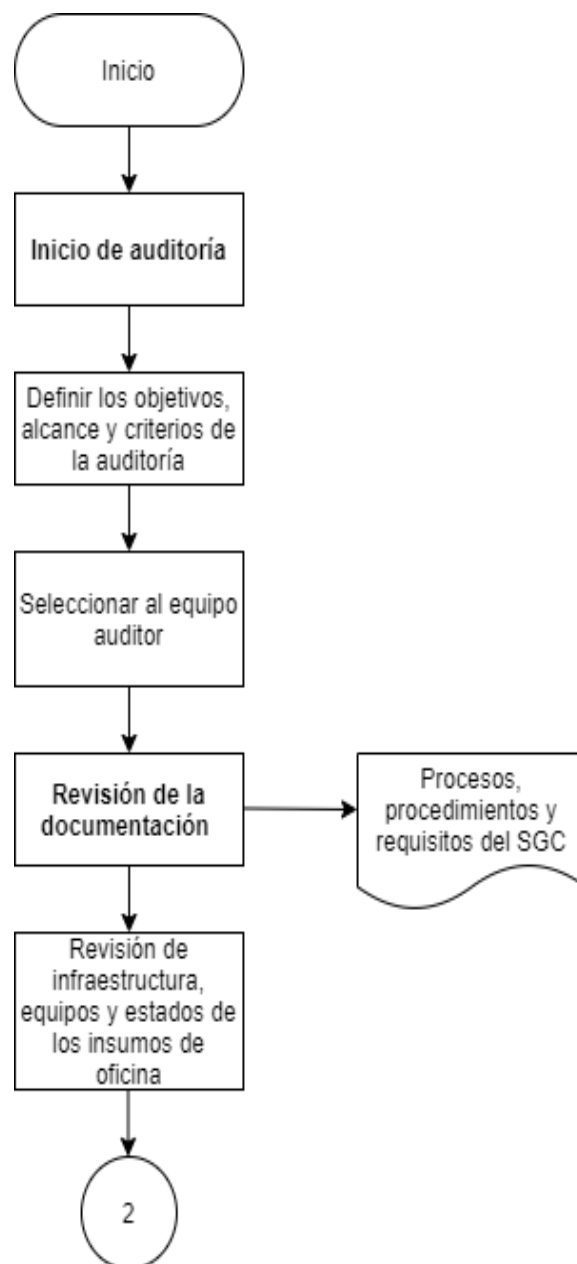 Inicio
Inicio de auditoría
Definir los objetivos,
alcance y criterios de
la auditoría
Seleccionar al equipo
auditor
Revisión de la
documentación
Procesos,
procedimientos y
requisitos del SGC
Revisión de
infraestructura,
equipos y estados de
los insumos de
oficina
2